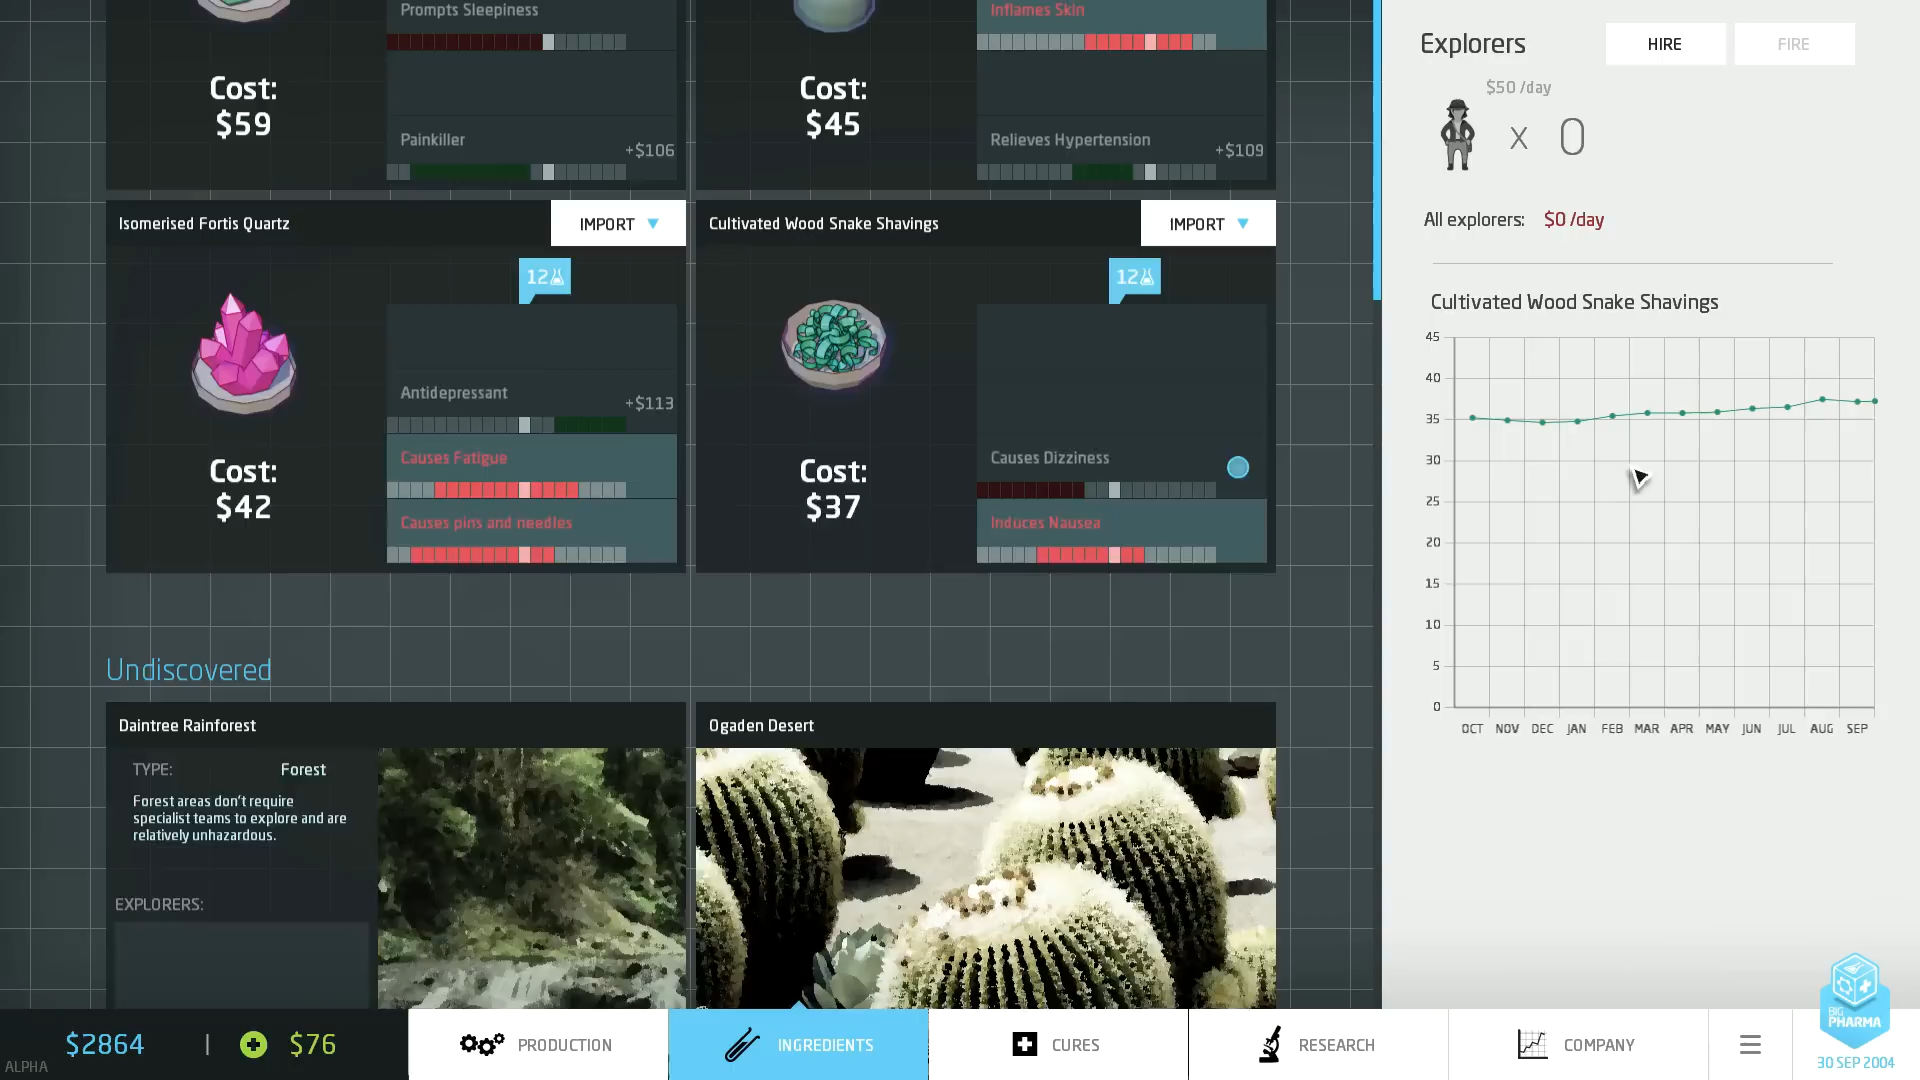 Prompts Sleepiness
Cost:
$59
Painkiller
+$106
Inflames Skin
Cost:
$45
Relieves Hypertension
+$109
Isomerised Fortis Quartz
IMPORT
12
Antidepressant
+$113
Causes Fatigue
Causes pins and needles
Cost:
$42
Cultivated Wood Snake Shavings
IMPORT
12
Causes Dizziness
Induces Nausea
Cost:
$37
Undiscovered
Daintree Rainforest
TYPE: Forest
Forest areas don't require
specialist teams to explore and are
relatively unhazardous.
EXPLORERS:
Ogaden Desert
Explorers
HIRE
FIRE
$50 /day
X 0
All explorers: $0 /day
Cultivated Wood Snake Shavings
45
40
35
30
25
20
15
10
5
0
OCT NOV DEC JAN FEB MAR APR MAY JUN JUL AUG SEP
$2864 | $76
ALPHA
PRODUCTION
INGREDIENTS
CURES
RESEARCH
COMPANY
BIG
PHARMA
30 SEP 2004